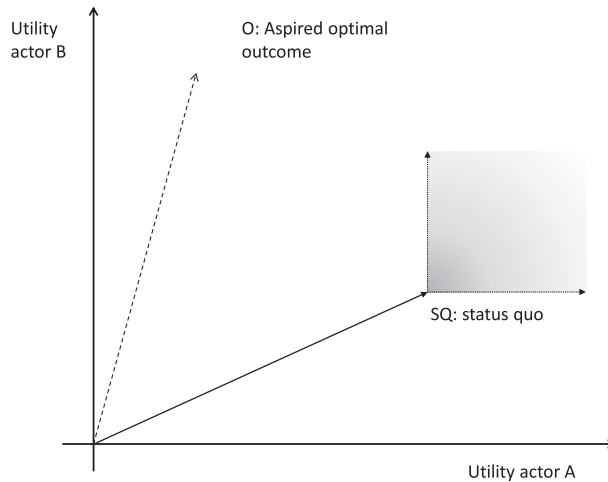 Utility
actor B
O: Aspired optimal
outcome
SQ: status quo
Utility actor A